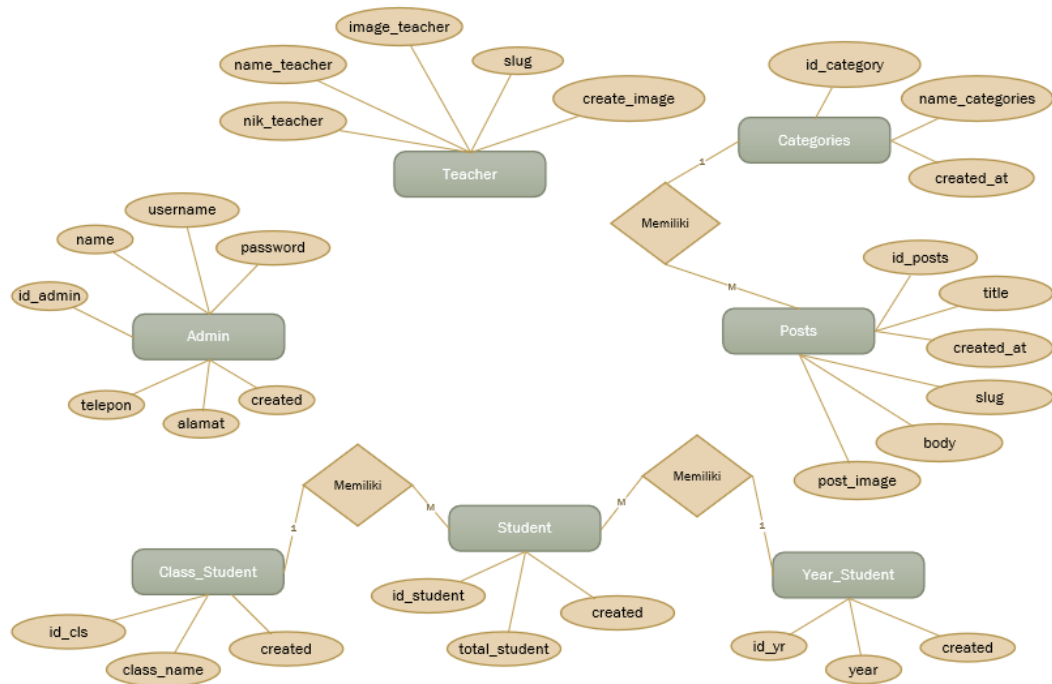 image_teacher
name_teacher
slug
nik_teacher
create_image
Teacher
id_category
name_categories
Categories
created_at
1
Memiliki
M
username
name
password
id_admin
Admin
telepon
alamat
created
id_posts
title
Posts
created_at
slug
body
post_image
Memiliki
1
M
Student
Memiliki
M
1
Class_Student
id_cls
class_name
created
id_student
total_student
created
Year_Student
id_yr
year
created